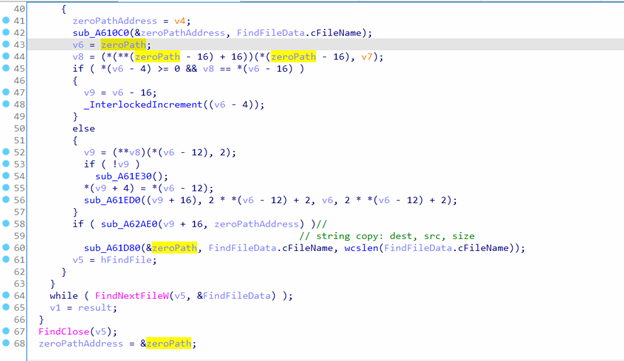 40 {
41 zeroPathAddress = v4;
42 sub_A610C0(&zeroPathAddress, FindFileData.cFileName);
43 v6 = zeroPath;
44 v8 = (*(**(zeroPath - 16) + 16))(*(zeroPath - 16), v7);
45 if ( *(v6 - 4) >= 0 && v8 == *(v6 - 16) )
46 {
47 v9 = v6 - 16;
48 _InterlockedIncrement((v6 - 4));
49 }
50 else
51 {
52 v9 = (**v8)(*(v6 - 12), 2);
53 if ( !v9 )
54 sub_A61E30();
55 *(v9 + 4) = *(v6 - 12);
56 sub_A61ED0((v9 + 16), 2 * *(v6 - 12) + 2, v6, 2 * *(v6 - 12) + 2);
57 }
58 if ( sub_A62AE0(v9 + 16, zeroPathAddress) )//
59 // string copy: dest, src, size
60 sub_A61D80(&zeroPath, FindFileData.cFileName, wcslen(FindFileData.cFileName));
61 v5 = hFindFile;
62 }
63 }
64 while ( FindNextFileW(v5, &FindFileData) );
65 v1 = result;
66 }
67 FindClose(v5);
68 zeroPathAddress = &zeroPath;